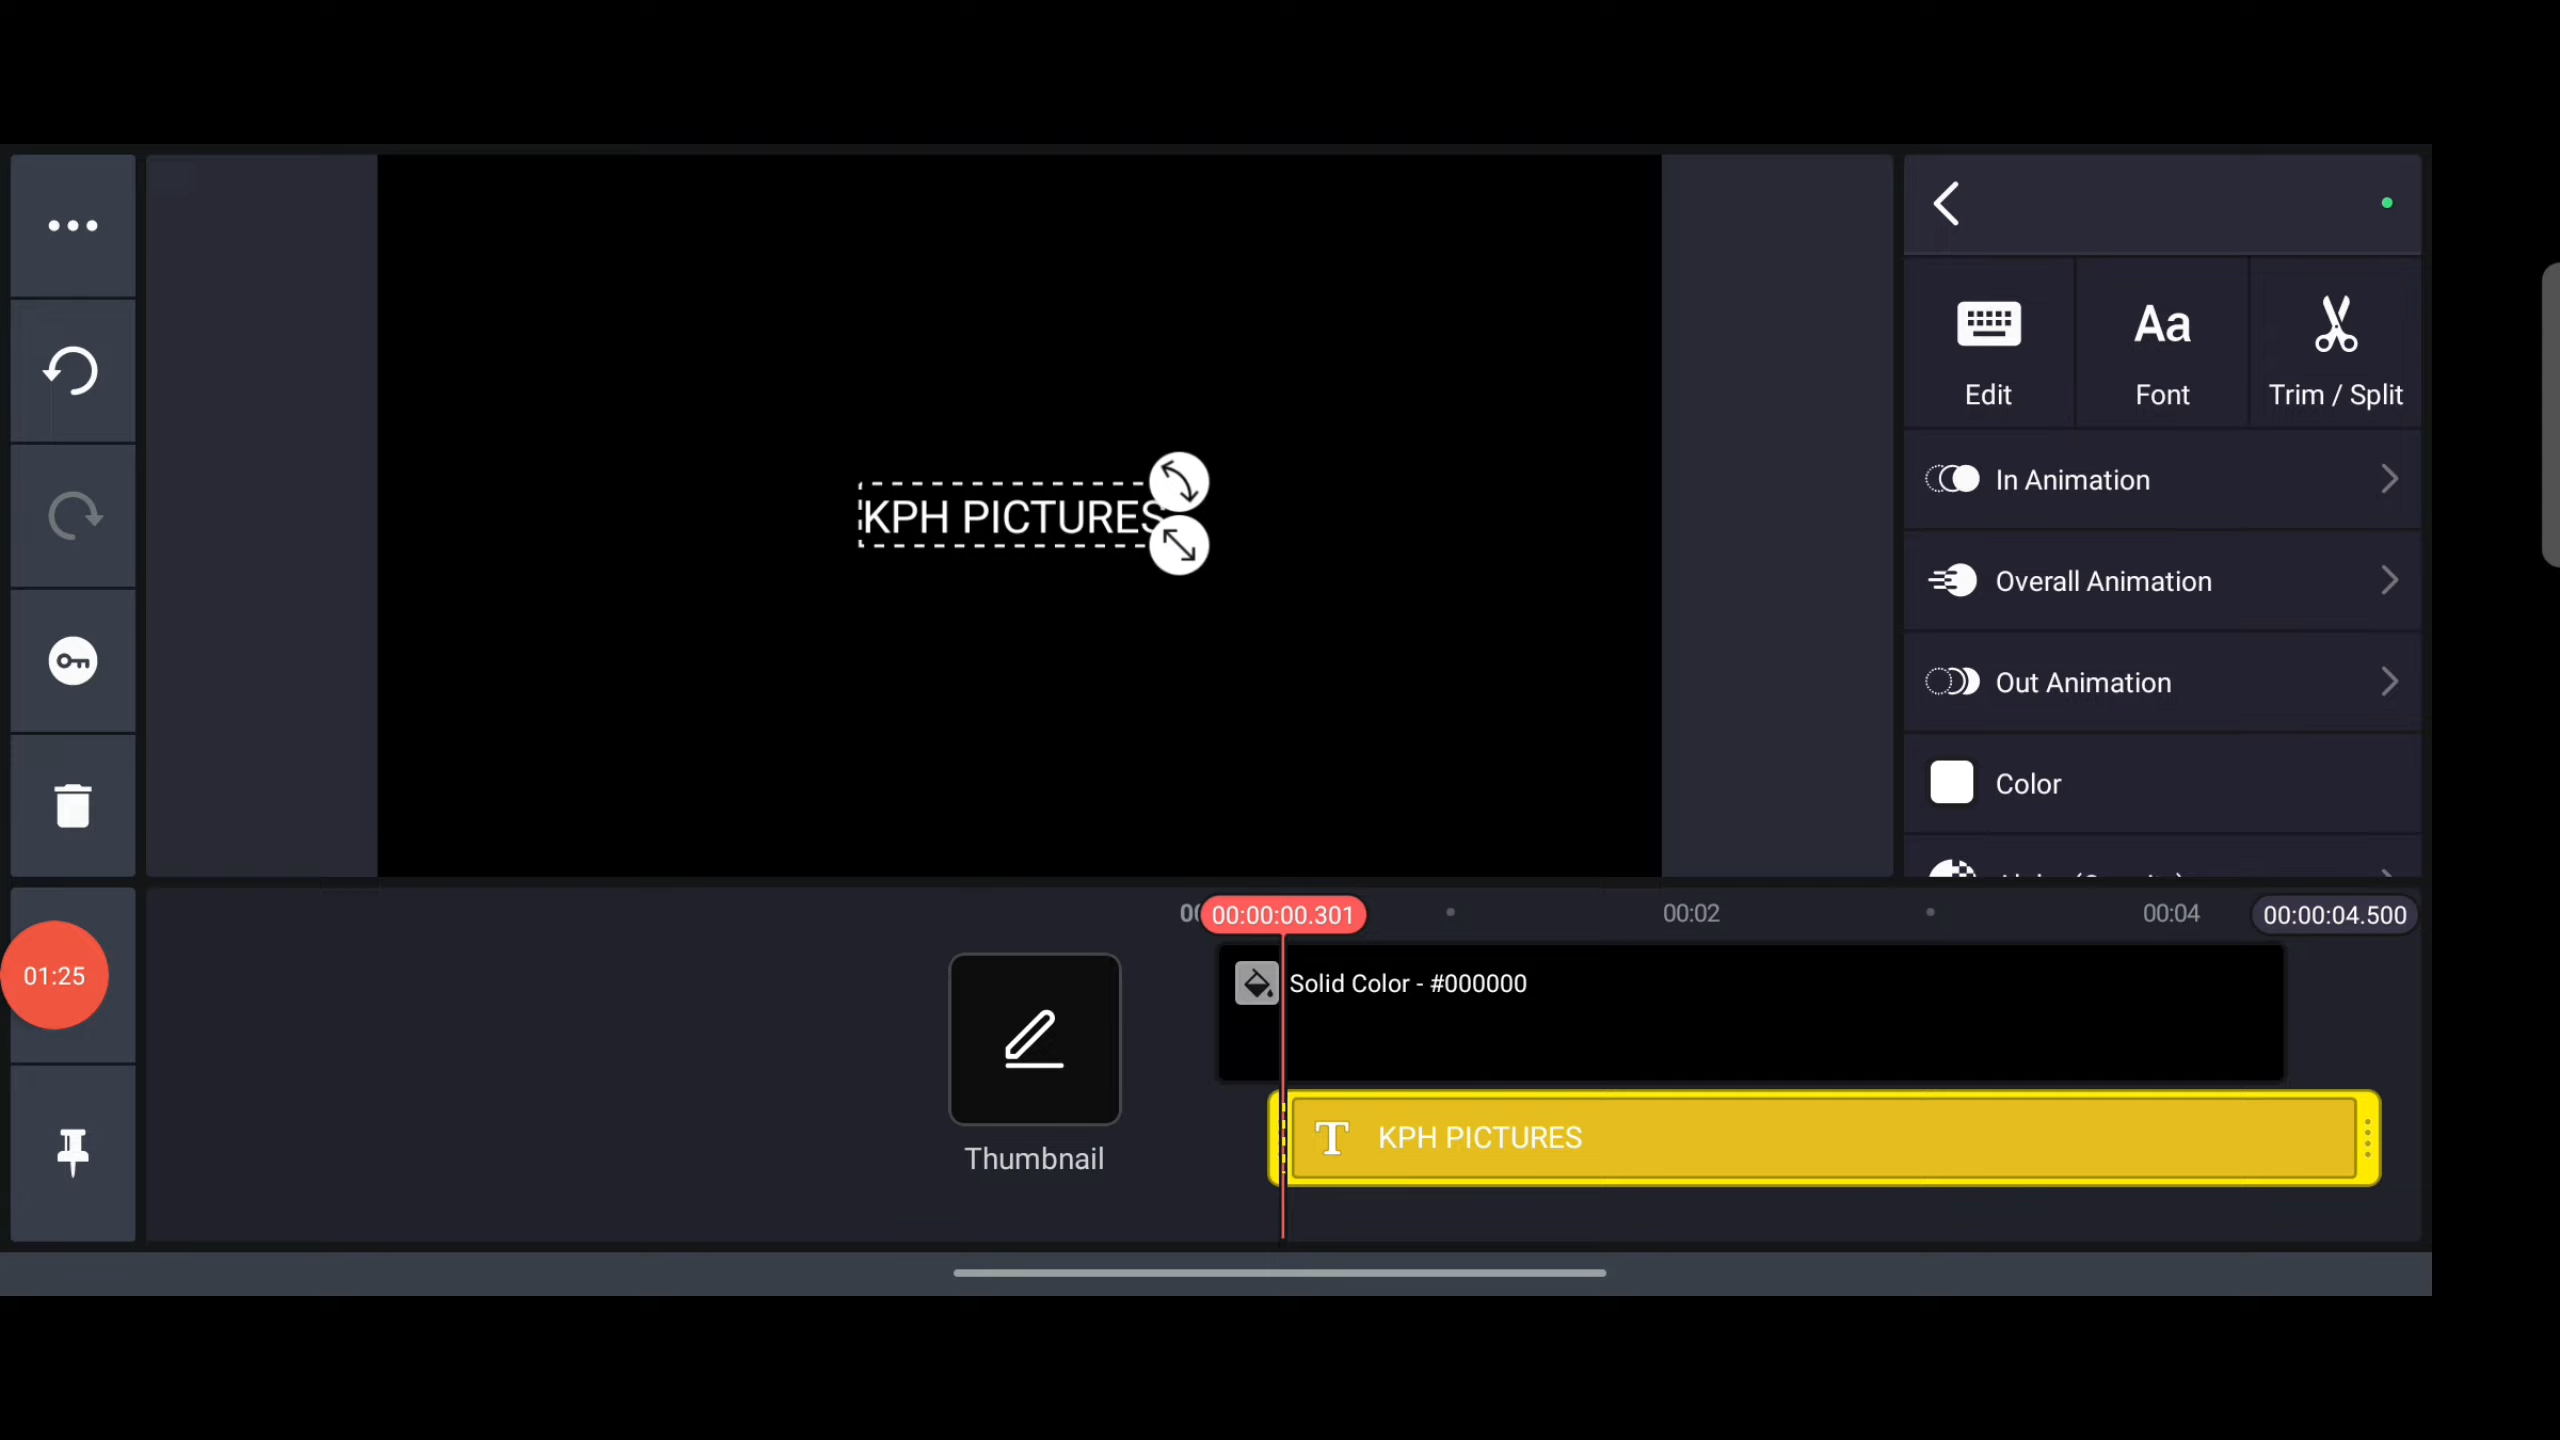 KPH PICTURES
Edit
Aa
Font
Trim / Split
In Animation
Overall Animation
Out Animation
Color
00:00:00.301
00:02
00:04
00:00:04.500
01:25
Thumbnail
Solid Color - #000000
T KPH PICTURES